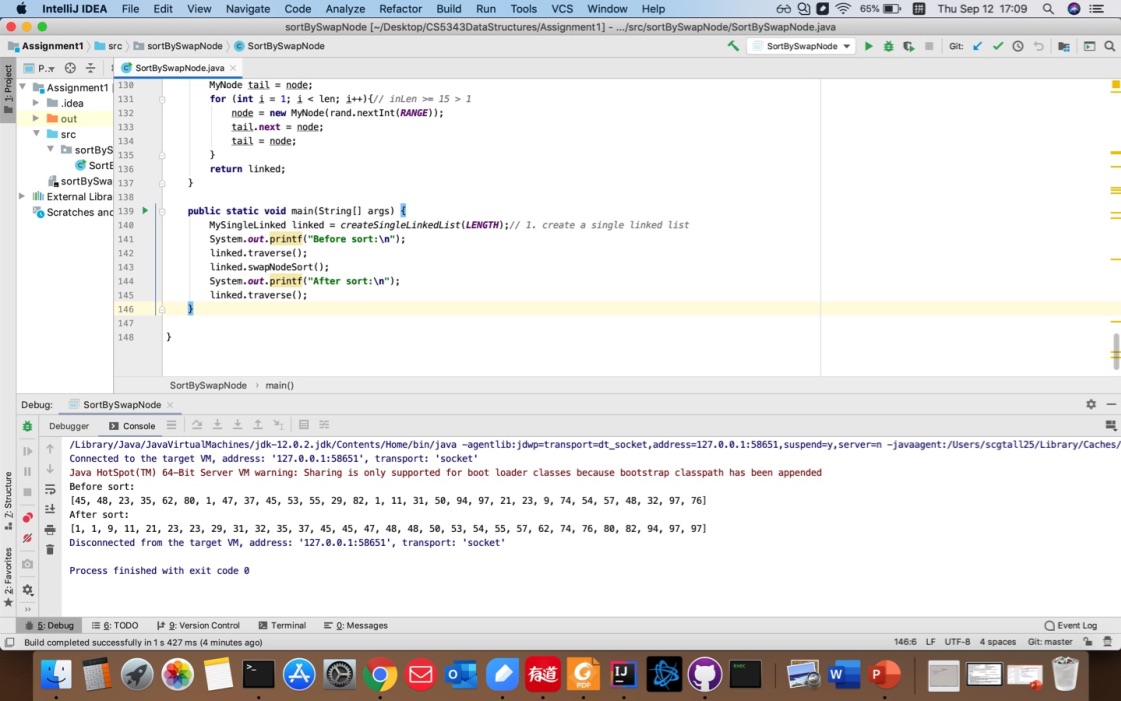 IntelliJ IDEA File Edit View Navigate Code Analyze Refactor Build Run Tools VCS Window Help 65% Thu Sep 12 17:09
sortBySwapNode [~/Desktop/CS5343DataStructures/Assignment1] - .../src/sortBySwapNode/SortBySwapNode.java
Assignment1 src sortBySwapNode SortBySwapNode SortBySwapNode Git:
1: Project
P..
SortBySwapNode.java
Assignment1
.idea
out
src
sortByS
SortE
sortBySwa
External Libra
Scratches and
130 MyNode tail = node;
131 for (int i = 1; i < len; i++){// inLen >= 15 > 1
132 node = new MyNode(rand.nextInt(RANGE));
133 tail.next = node;
134 tail = node;
135 }
136 return linked;
137 }
138
139 public static void main(String[] args) {
140 MySingleLinked linked = createSingleLinkedList(LENGTH);// 1. create a single linked list
141 System.out.printf("Before sort:\n");
142 linked.traverse();
143 linked.swapNodeSort();
144 System.out.printf("After sort:\n");
145 linked.traverse();
146 }
147
148 }
SortBySwapNode › main()
Debug: SortBySwapNode
Debugger Console
/Library/Java/JavaVirtualMachines/jdk-12.0.2.jdk/Contents/Home/bin/java -agentlib:jdwp=transport=dt_socket,address=127.0.0.1:58651,suspend=y,server=n -javaagent:/Users/scgtall25/Library/Caches/
Connected to the target VM, address: '127.0.0.1:58651', transport: 'socket'
Java HotSpot(TM) 64-Bit Server VM warning: Sharing is only supported for boot loader classes because bootstrap classpath has been appended
Before sort:
[45, 48, 23, 35, 62, 80, 1, 47, 37, 45, 53, 55, 29, 82, 1, 11, 31, 50, 94, 97, 21, 23, 9, 74, 54, 57, 48, 32, 97, 76]
After sort:
[1, 1, 9, 11, 21, 23, 23, 29, 31, 32, 35, 37, 45, 45, 47, 48, 48, 50, 53, 54, 55, 57, 62, 74, 76, 80, 82, 94, 97, 97]
Disconnected from the target VM, address: '127.0.0.1:58651', transport: 'socket'
Process finished with exit code 0
7: Structure
2: Favorites
5: Debug 6: TODO 9: Version Control Terminal 0: Messages Event Log
Build completed successfully in 1 s 427 ms (4 minutes ago) 146:6 LF UTF-8 4 spaces Git: master
有道
PDF
IJ
EXEC
W
P